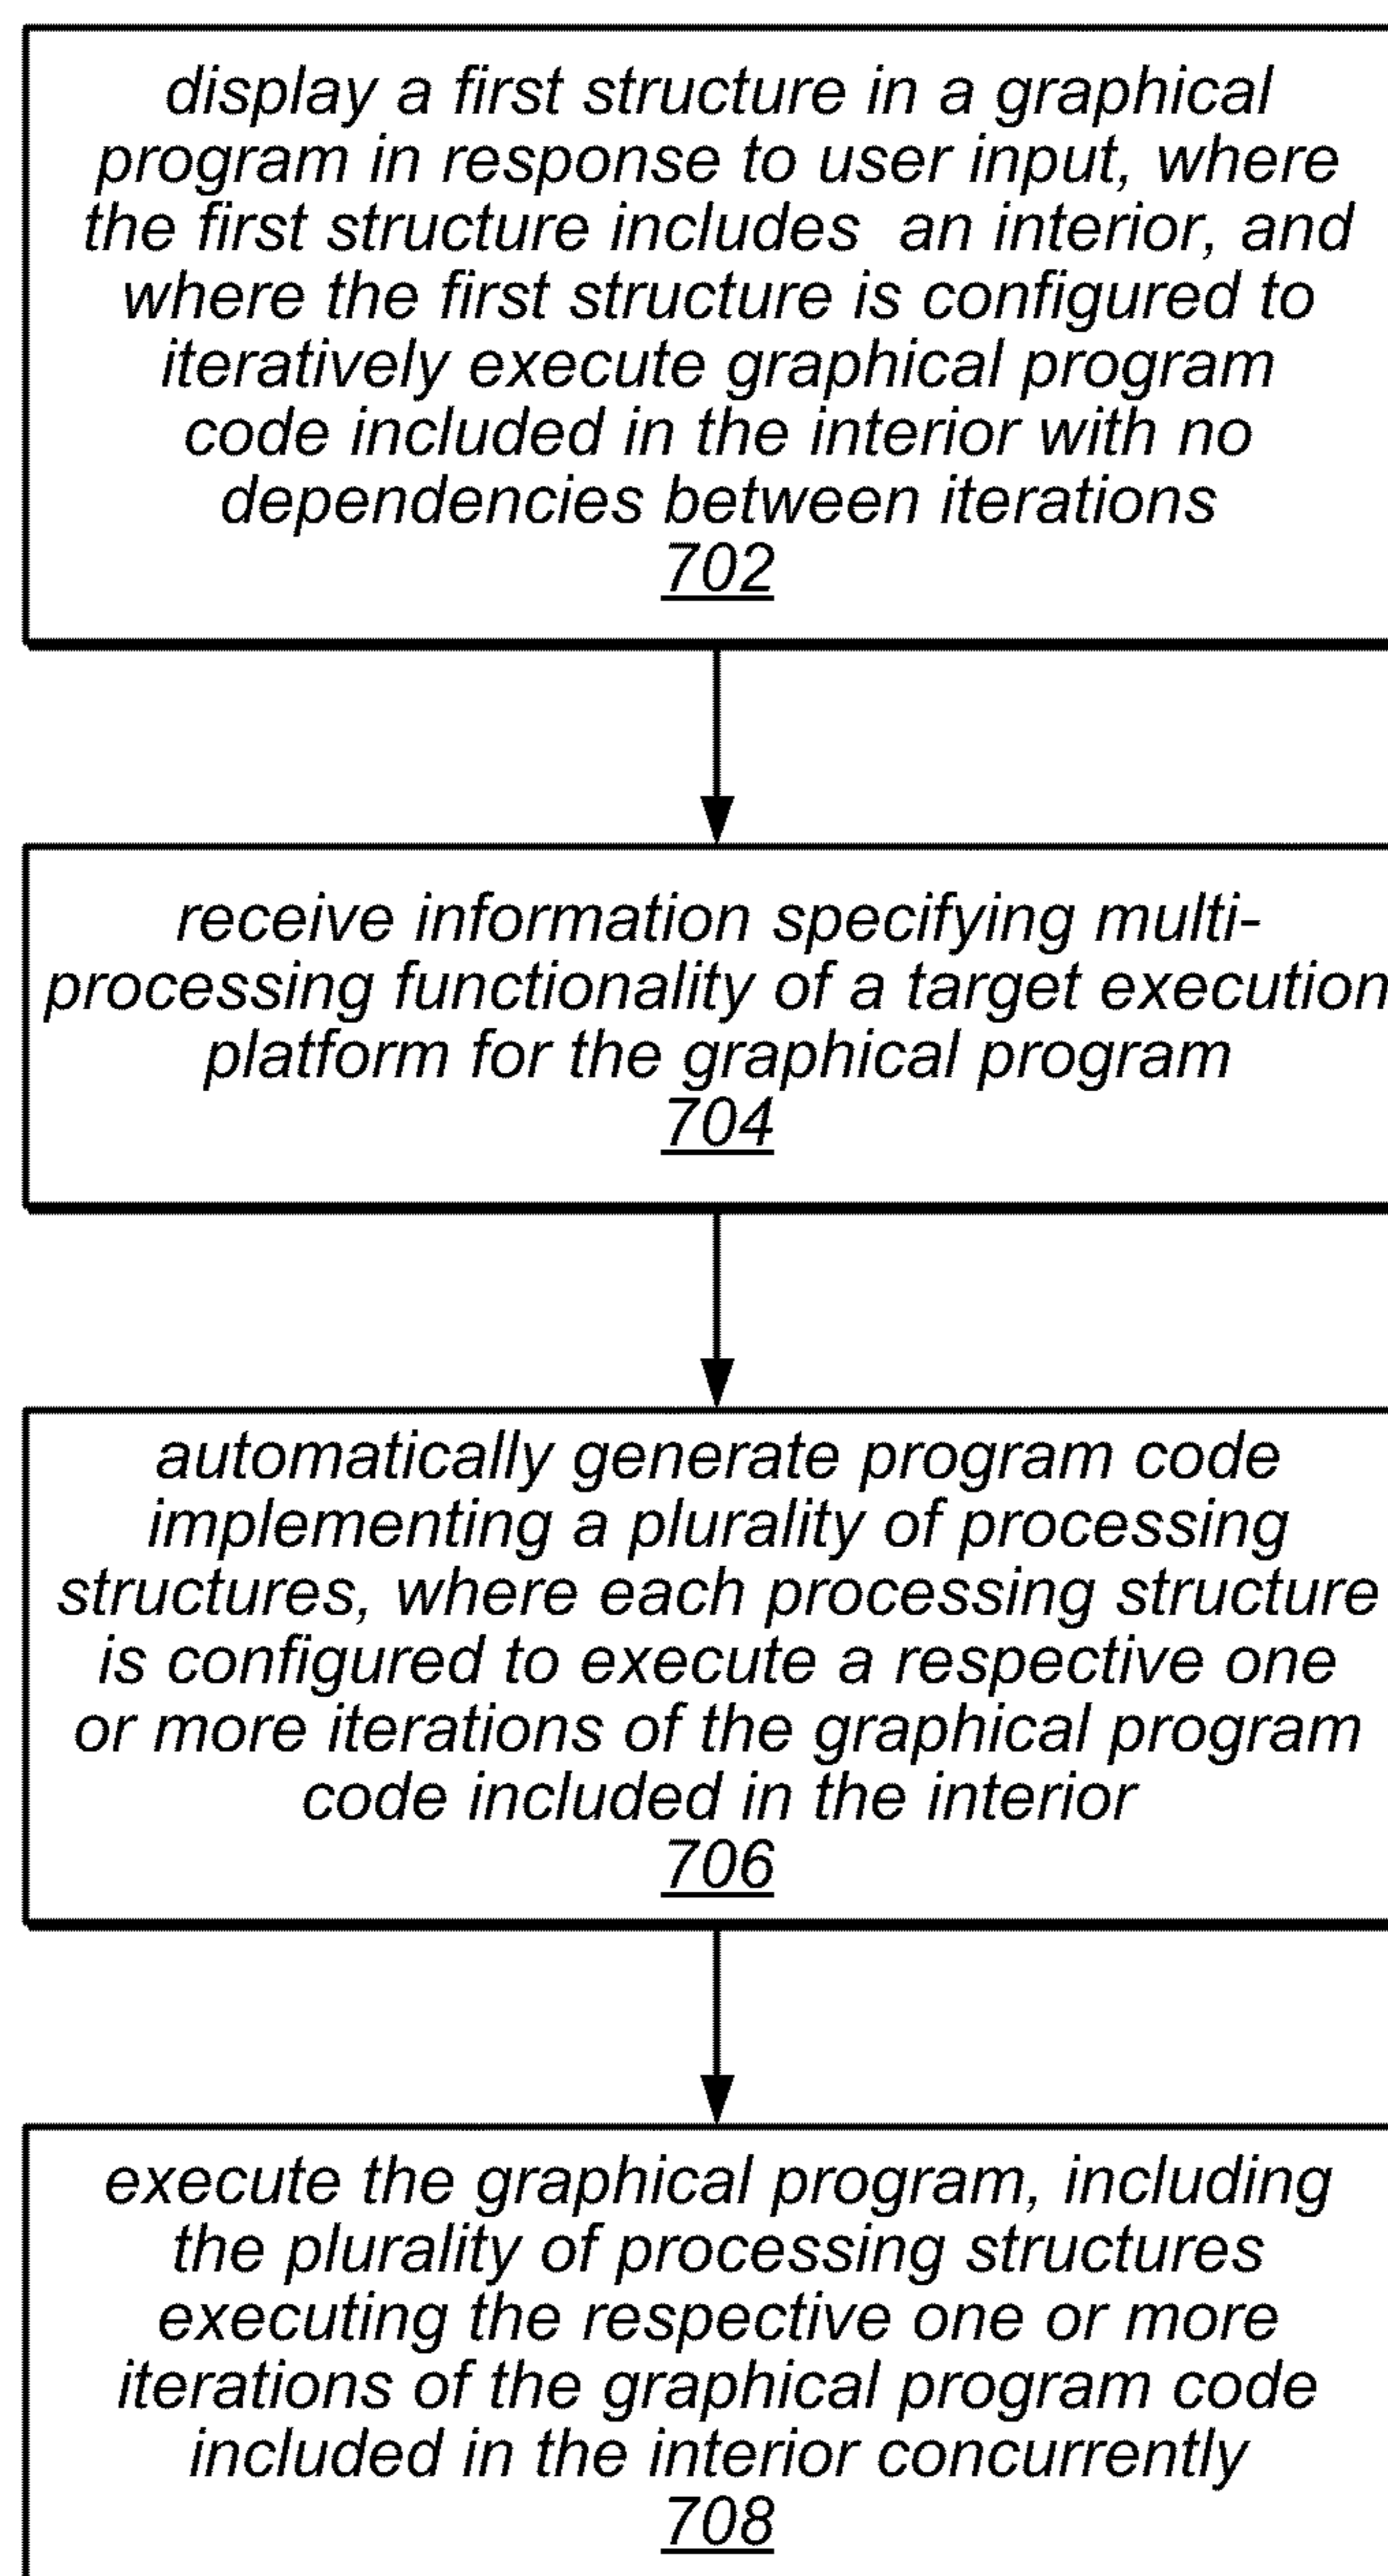 display a first structure in a graphical
program in response to user input, where
the first structure includes an interior, and
where the first structure is configured to
iteratively execute graphical program
code included in the interior with no
dependencies between iterations
702
receive information specifying multi-
processing functionality of a target execution
platform for the graphical program
704
automatically generate program code
implementing a plurality of processing
structures, where each processing structure
is configured to execute a respective one
or more iterations of the graphical program
code included in the interior
706
execute the graphical program, including
the plurality of processing structures
executing the respective one or more
iterations of the graphical program code
included in the interior concurrently
708